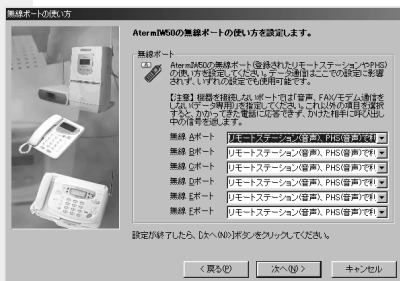 無線ポートの使い方
AtermIW50の無線ポートの使い方を設定します。
無線ポート
AtermIW50の無線ポート(登録されたリモートステーションやPHS)
の使い方を設定してください。データ通信はここでの設定に影響
されず、いずれの設定でも使用可能です。
【注意】機器を接続しないポートでは「音声、FAX/モデム通信を
しない(データ専用)」を指定してください。これ以外の項目を選択
すると、かかってきた電話に応答できず、かけた相手に呼び出し
中の信号を返します。
無線 Aポート リモートステーション(音声)、PHS(音声)で利
無線 Bポート リモートステーション(音声)、PHS(音声)で利
無線 Cポート リモートステーション(音声)、PHS(音声)で利
無線 Dポート リモートステーション(音声)、PHS(音声)で利
無線 Eポート リモートステーション(音声)、PHS(音声)で利
無線 Fポート リモートステーション(音声)、PHS(音声)で利
設定が終了したら、[次へ(N)>]ボタンをクリックしてください。
< 戻る(P) 次へ(N) > キャンセル